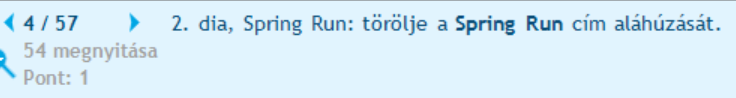 4 / 57 2. dia, Spring Run: törölje a Spring Run cím aláhúzását.
54 megnyitása
Pont: 1